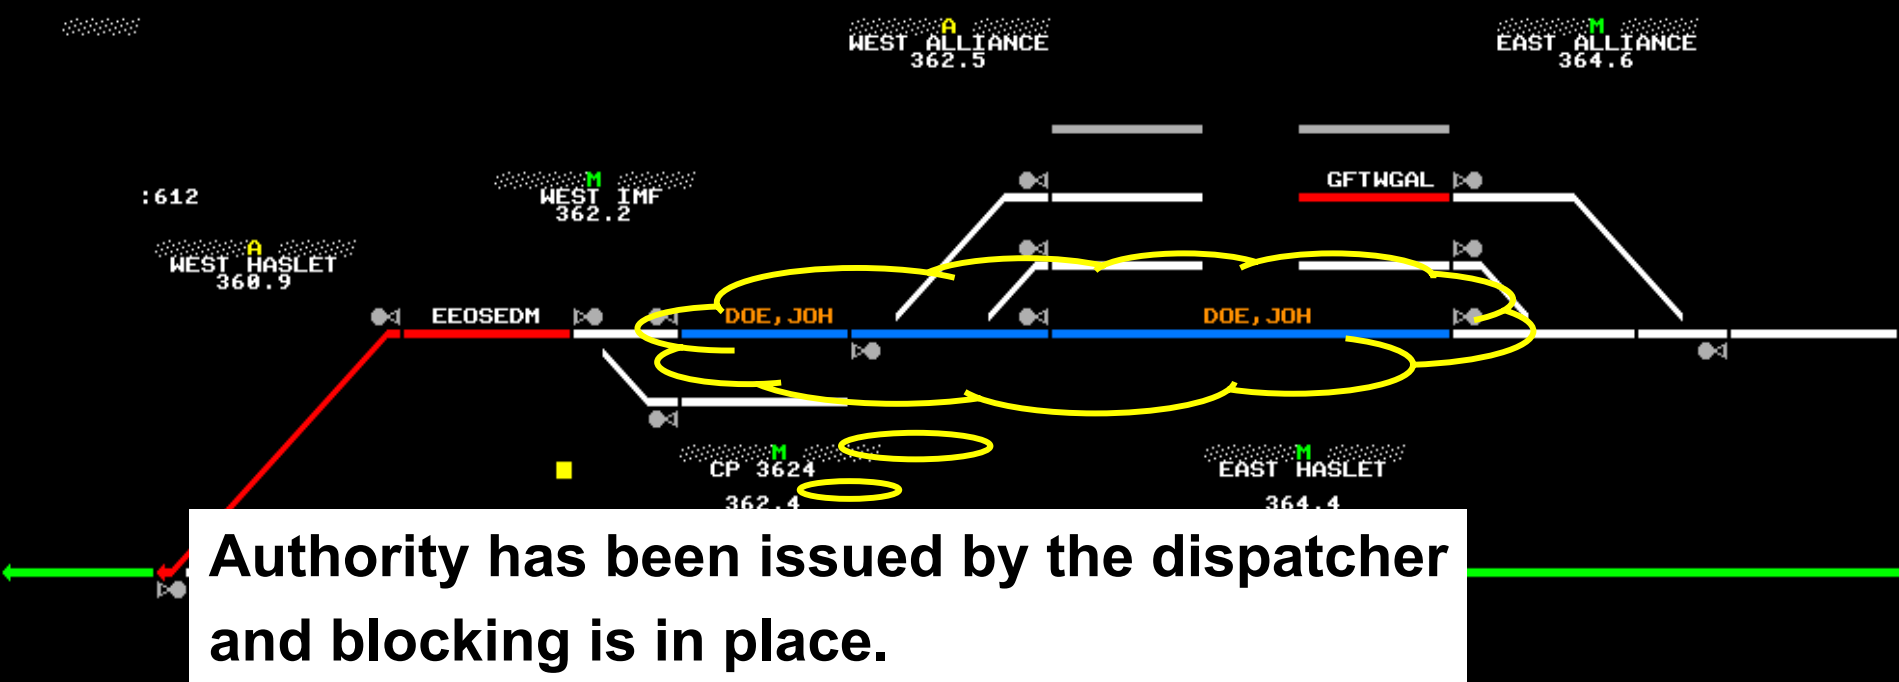 A
WEST ALLIANCE
362.5
M
EAST ALLIANCE
364.6
:612
M
WEST IMF
362.2
GFTWGAL
A
WEST HASLET
360.9
EEOSEDM
DOE,JOH
DOE,JOH
M
CP 3624
362.4
M
EAST HASLET
364.4
Authority has been issued by the dispatcher
and blocking is in place.